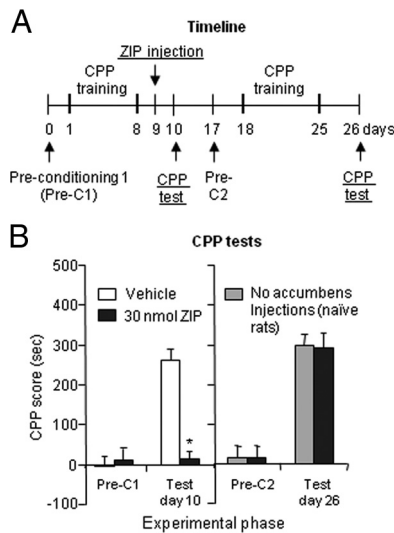 A
Timeline
ZIP injection
CPP
training
CPP
training
0 1 8 9 10 17 18 25 26 days
Pre-conditioning 1
(Pre-C1)
CPP
test
Pre-
C2
CPP
test
B
CPP tests
Vehicle
30 nmol ZIP
No accumbens
Injections (naïve
rats)
CPP score (sec)
500
400
300
200
100
0
-100
*
Pre-C1
Test
day 10
Pre-C2
Test
day 26
Experimental phase